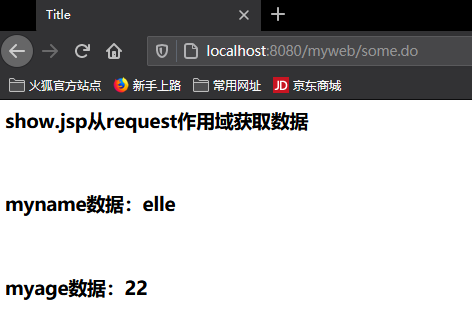 Title
localhost:8080/myweb/some.do
火狐官方站点 新手上路 常用网址 JD 京东商城
show.jsp从request作用域获取数据
myname数据：elle
myage数据：22